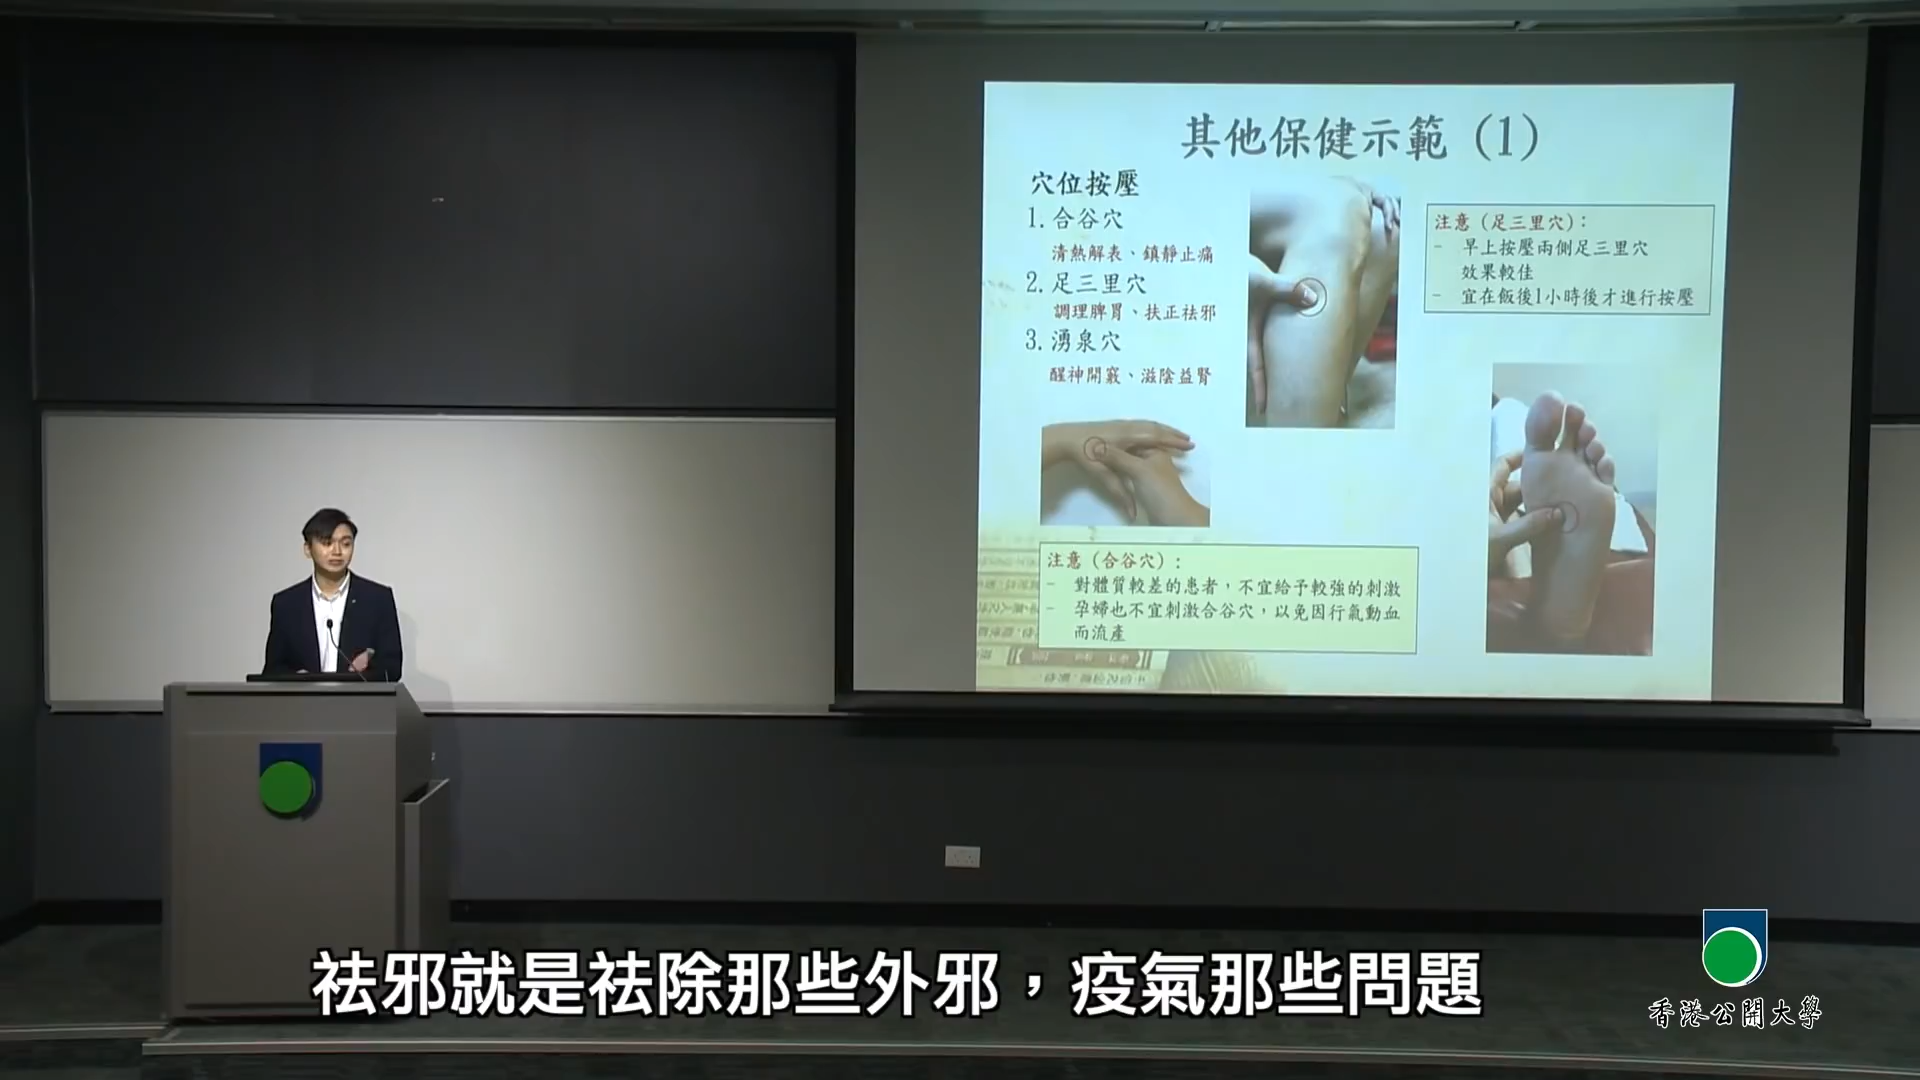 其他保健示範 (1)
穴位按壓
1.合谷穴
清熱解表、鎮靜止痛
2.足三里穴
調理脾胃、扶正祛邪
3.湧泉穴
醒神開竅、滋陰益腎
注意 (足三里穴)：
- 早上按壓兩側足三里穴
效果較佳
- 宜在飯後1小時後才進行按壓
注意 (合谷穴)：
- 對體質較差的患者，不宜給予較強的刺激
- 孕婦也不宜刺激合谷穴，以免因行氣動血
而流產
祛邪就是祛除那些外邪，疫氣那些問題
香港公開大學